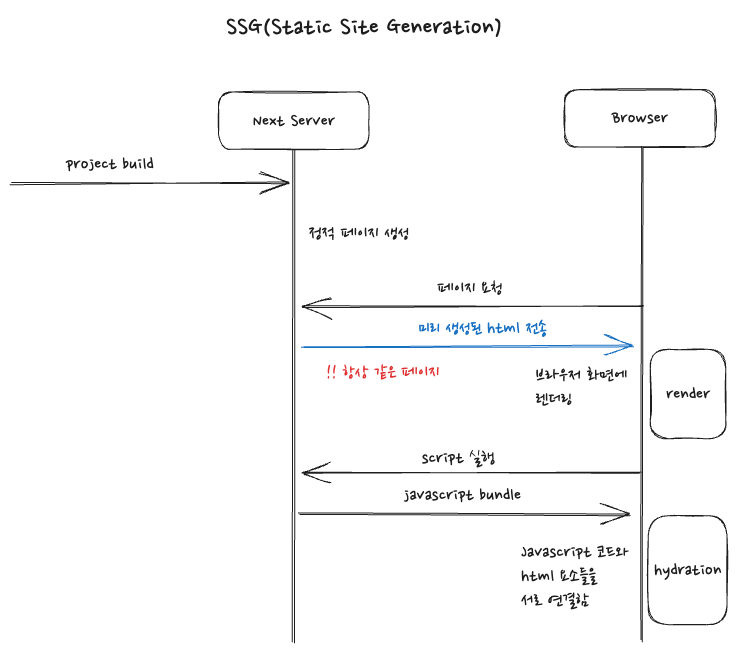 SSG(Static Site Generation)
Next Server
Browser
project build
정적 페이지 생성
페이지 요청
미리 생성된 html 전송
!! 항상 같은 페이지
브라우저 화면에
렌더링
render
script 실행
javascript bundle
Javascript 코드와
html 요소들을
서로 연결함
hydration